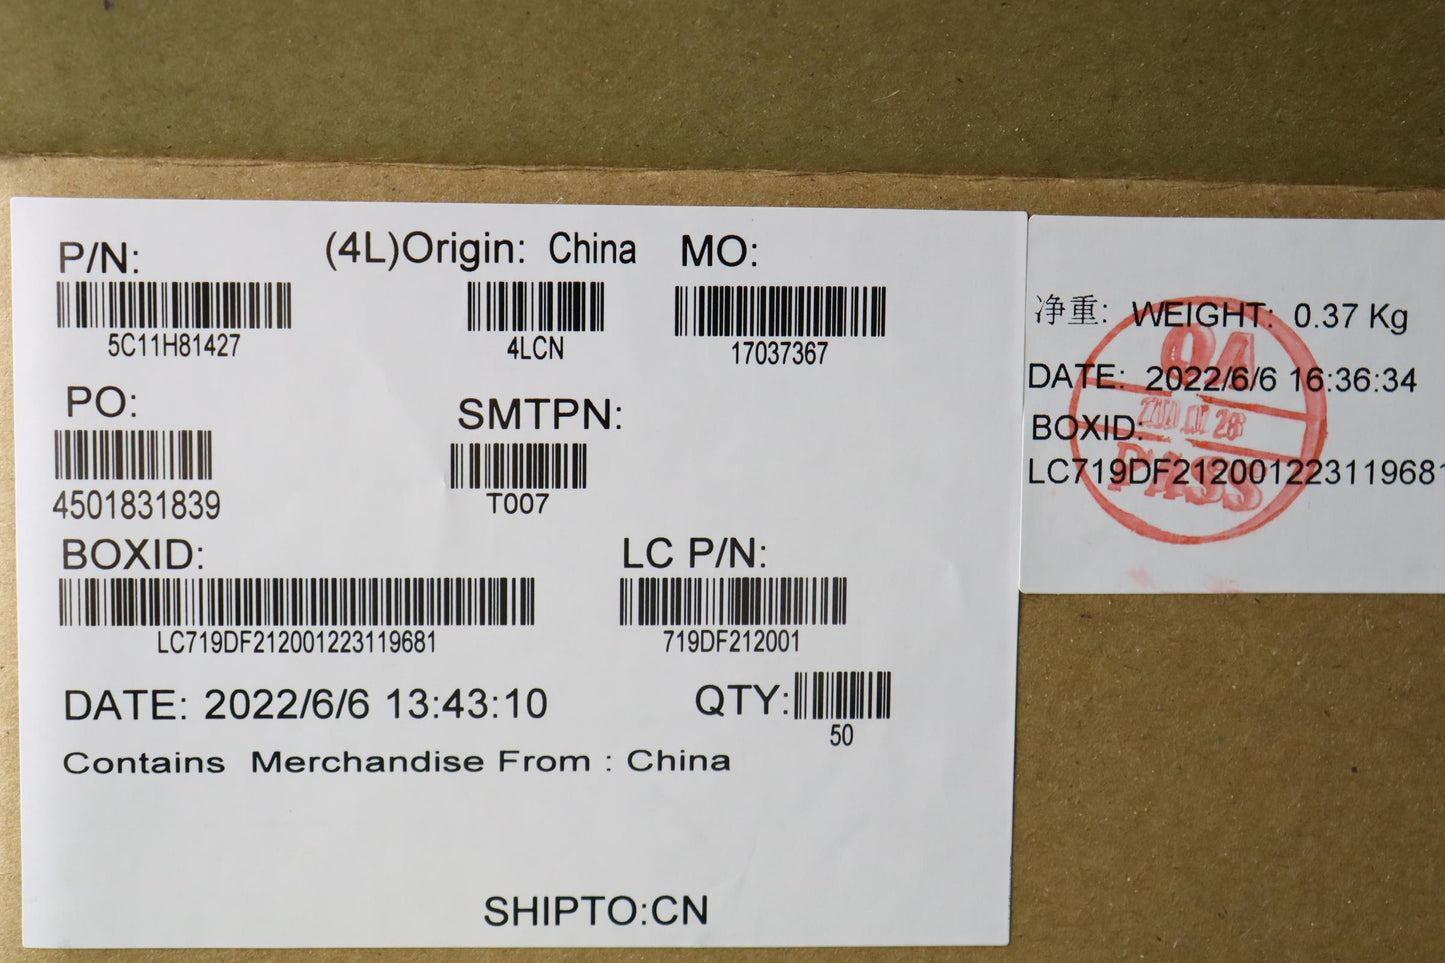 P/N:
5C11H81427
(4L)Origin: China
4LCN
MO:
17037367
PO:
4501831839
SMTPN:
T007
BOXID:
LC719DF212001223119681
LC P/N:
719DF212001
DATE: 2022/6/6 13:43:10
QTY:
50
Contains Merchandise From : China
SHIPTO:CN
净重: WEIGHT: 0.37 Kg
DATE: 2022/6/6 16:36:34
BOXID:
LC719DF212001223119681
QA
PASS